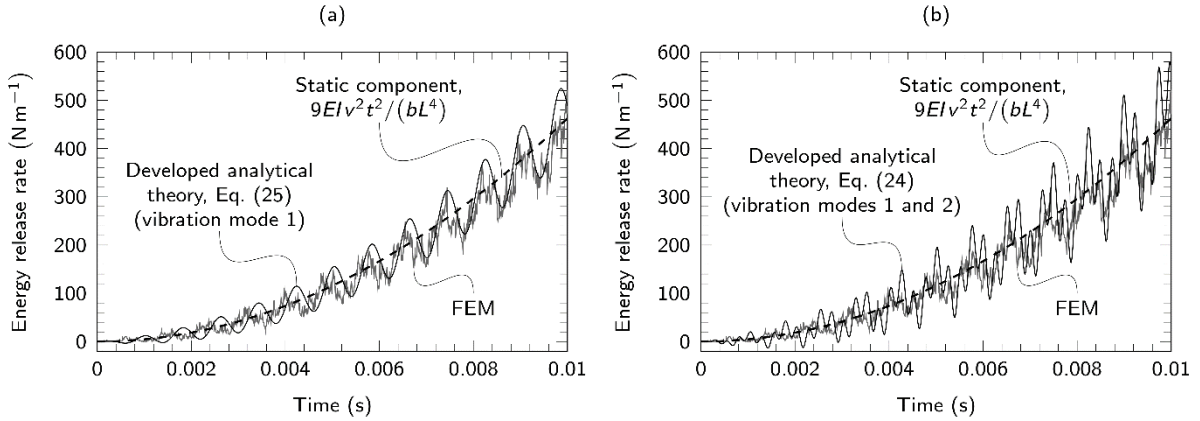 (a)
600
500
400
300
200
100
0
Energy release rate (N m⁻¹)
Static component,
9EIv²t²/(bL⁴)
Developed analytical
theory, Eq. (25)
(vibration mode 1)
FEM
0 0.002 0.004 0.006 0.008 0.01
Time (s)
(b)
600
500
400
300
200
100
0
Energy release rate (N m⁻¹)
Static component,
9EIv²t²/(bL⁴)
Developed analytical
theory, Eq. (24)
(vibration modes 1 and 2)
FEM
0 0.002 0.004 0.006 0.008 0.01
Time (s)